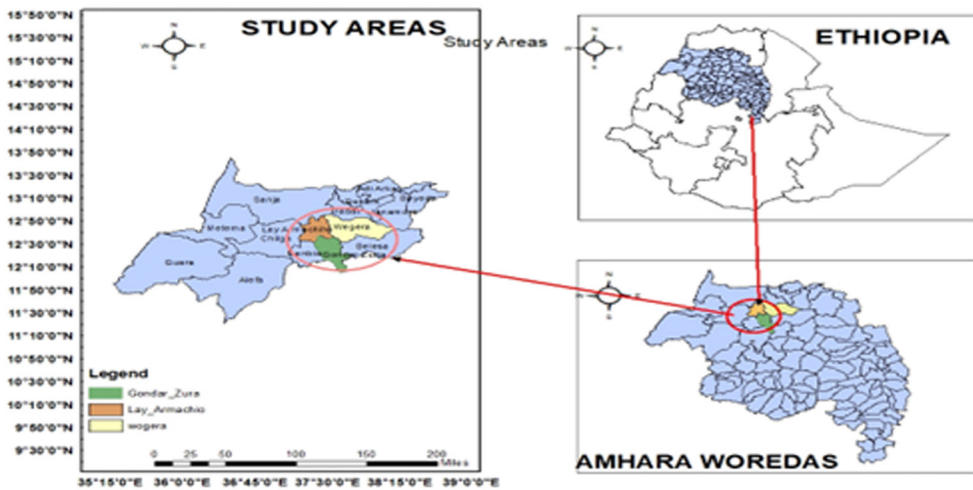 STUDY AREAS
Study Areas
ETHIOPIA
N
W E
S
N
W E
S
N
W E
S
15°50'0"N
15°30'0"N
15°10'0"N
14°50'0"N
14°30'0"N
14°10'0"N
13°50'0"N
13°30'0"N
13°10'0"N
12°50'0"N
12°30'0"N
12°10'0"N
11°50'0"N
11°30'0"N
11°10'0"N
10°50'0"N
10°30'0"N
10°10'0"N
9°50'0"N
9°30'0"N
Sanja
Metema
Lay Armachiho
Chilga
Wegera
Belesa
Quara
Alefa
Legend
Gondar_Zura
Lay_Armachio
wogera
0 25 50 100 150 200
Miles
35°15'0"E 36°0'0"E 36°45'0"E 37°30'0"E 38°15'0"E 39°0'0"E
AMHARA WOREDAS